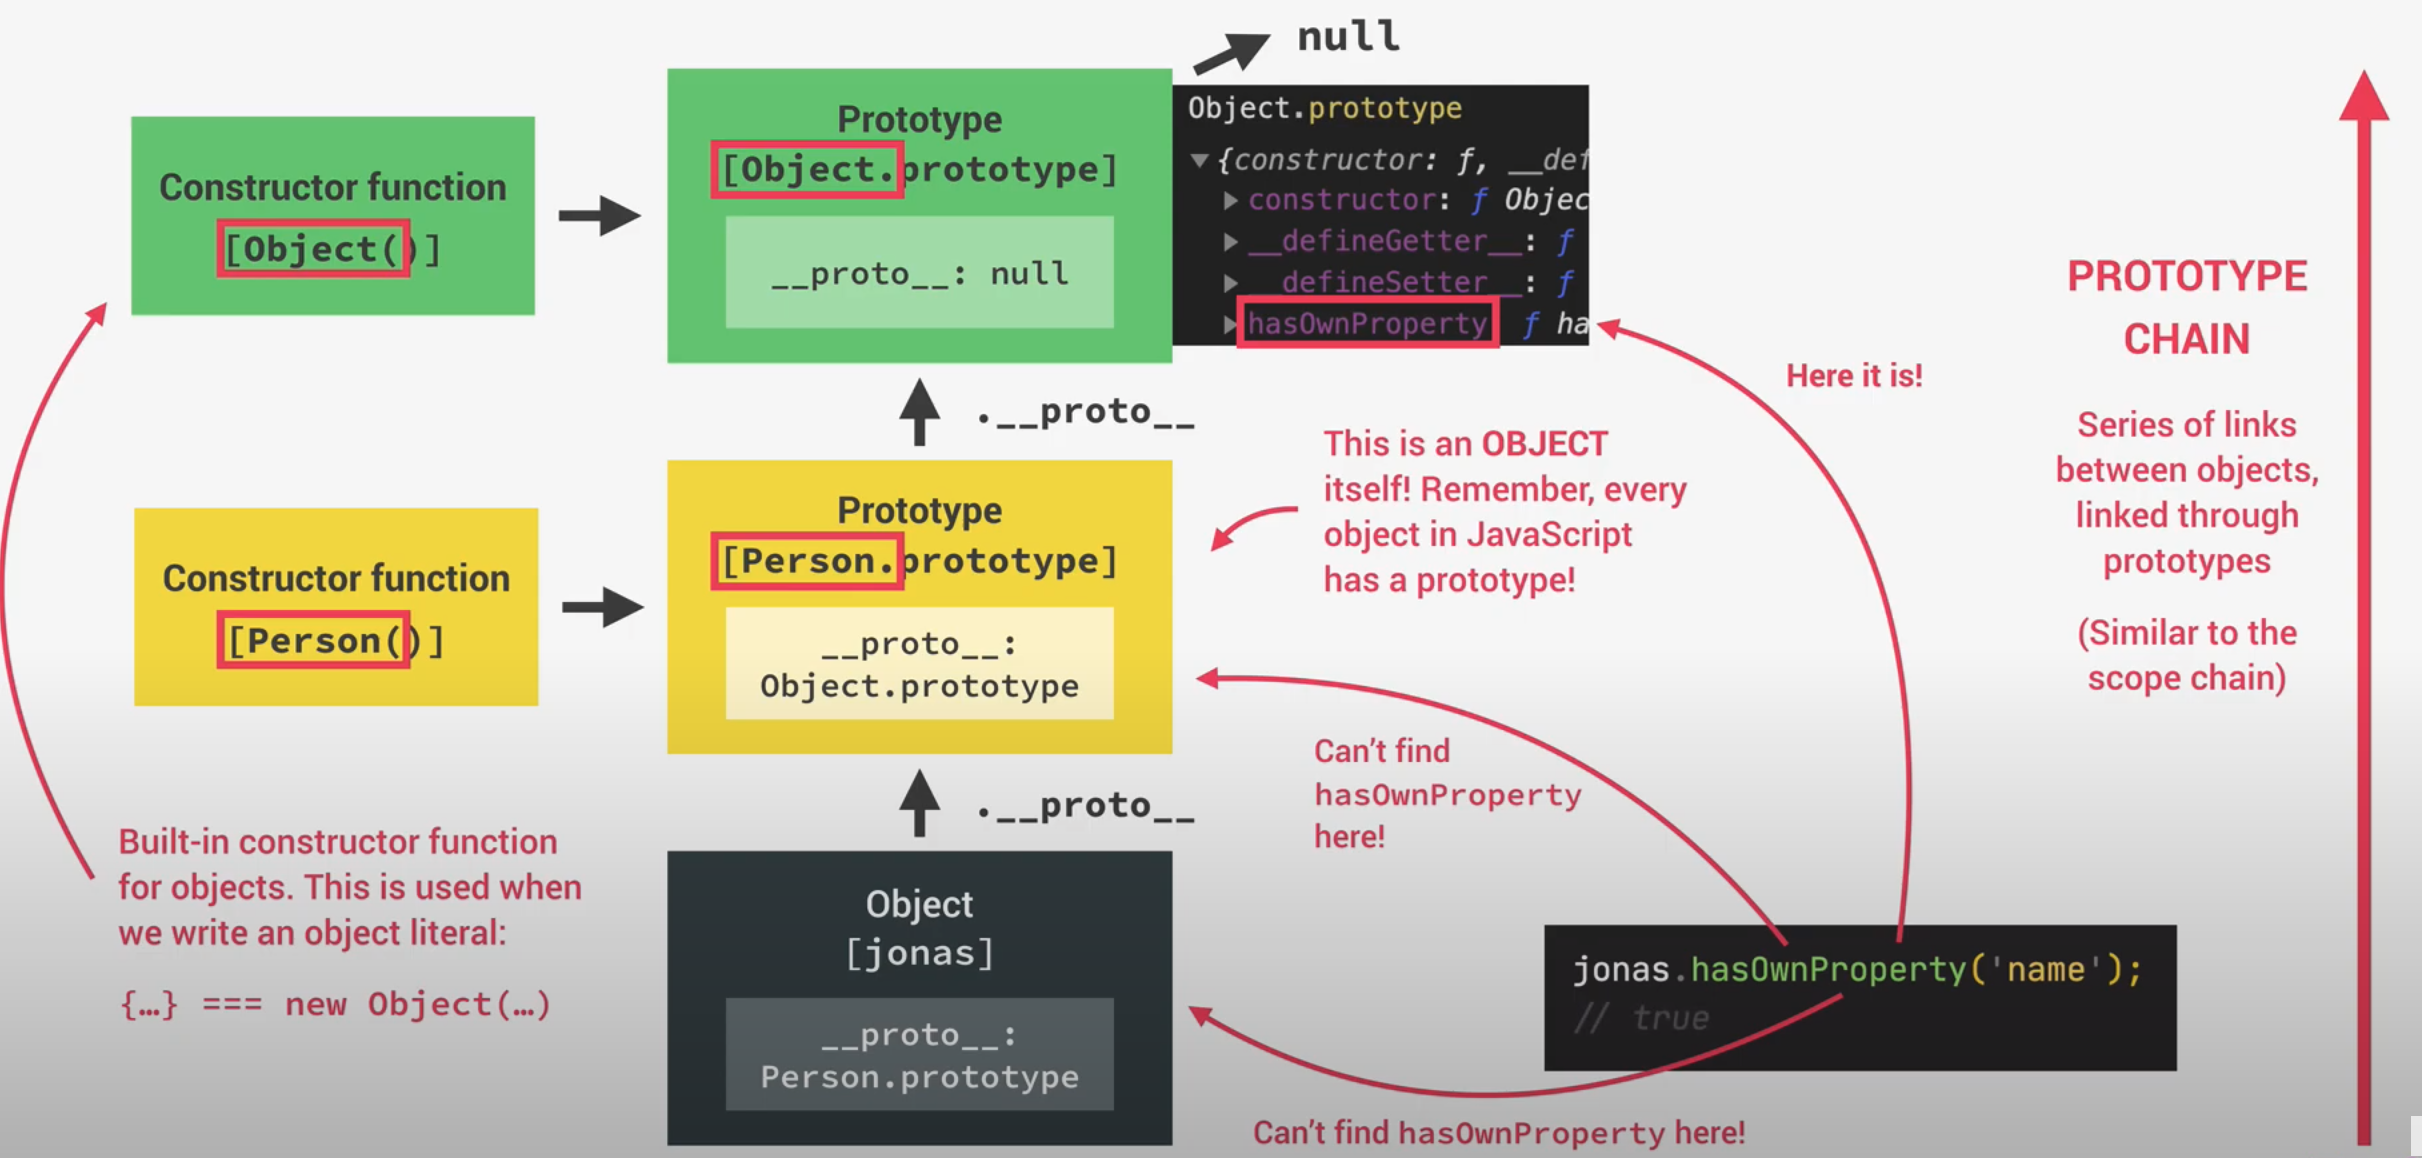 null
Prototype
[Object.prototype]
__proto__: null
Object.prototype
▼{constructor: ƒ, __def
▶constructor: ƒ Objec
▶__defineGetter__: ƒ
▶__defineSetter__: ƒ
▶hasOwnProperty ƒ ha
Constructor function
[Object()]
.__proto__
Here it is!
PROTOTYPE
CHAIN
Series of links
between objects,
linked through
prototypes
(Similar to the
scope chain)
This is an OBJECT
itself! Remember, every
object in JavaScript
has a prototype!
Prototype
[Person.prototype]
__proto__:
Object.prototype
Constructor function
[Person()]
.__proto__
Can't find
hasOwnProperty
here!
Built-in constructor function
for objects. This is used when
we write an object literal:
{…} === new Object(…)
Object
[jonas]
__proto__:
Person.prototype
jonas.hasOwnProperty('name');
// true
Can't find hasOwnProperty here!